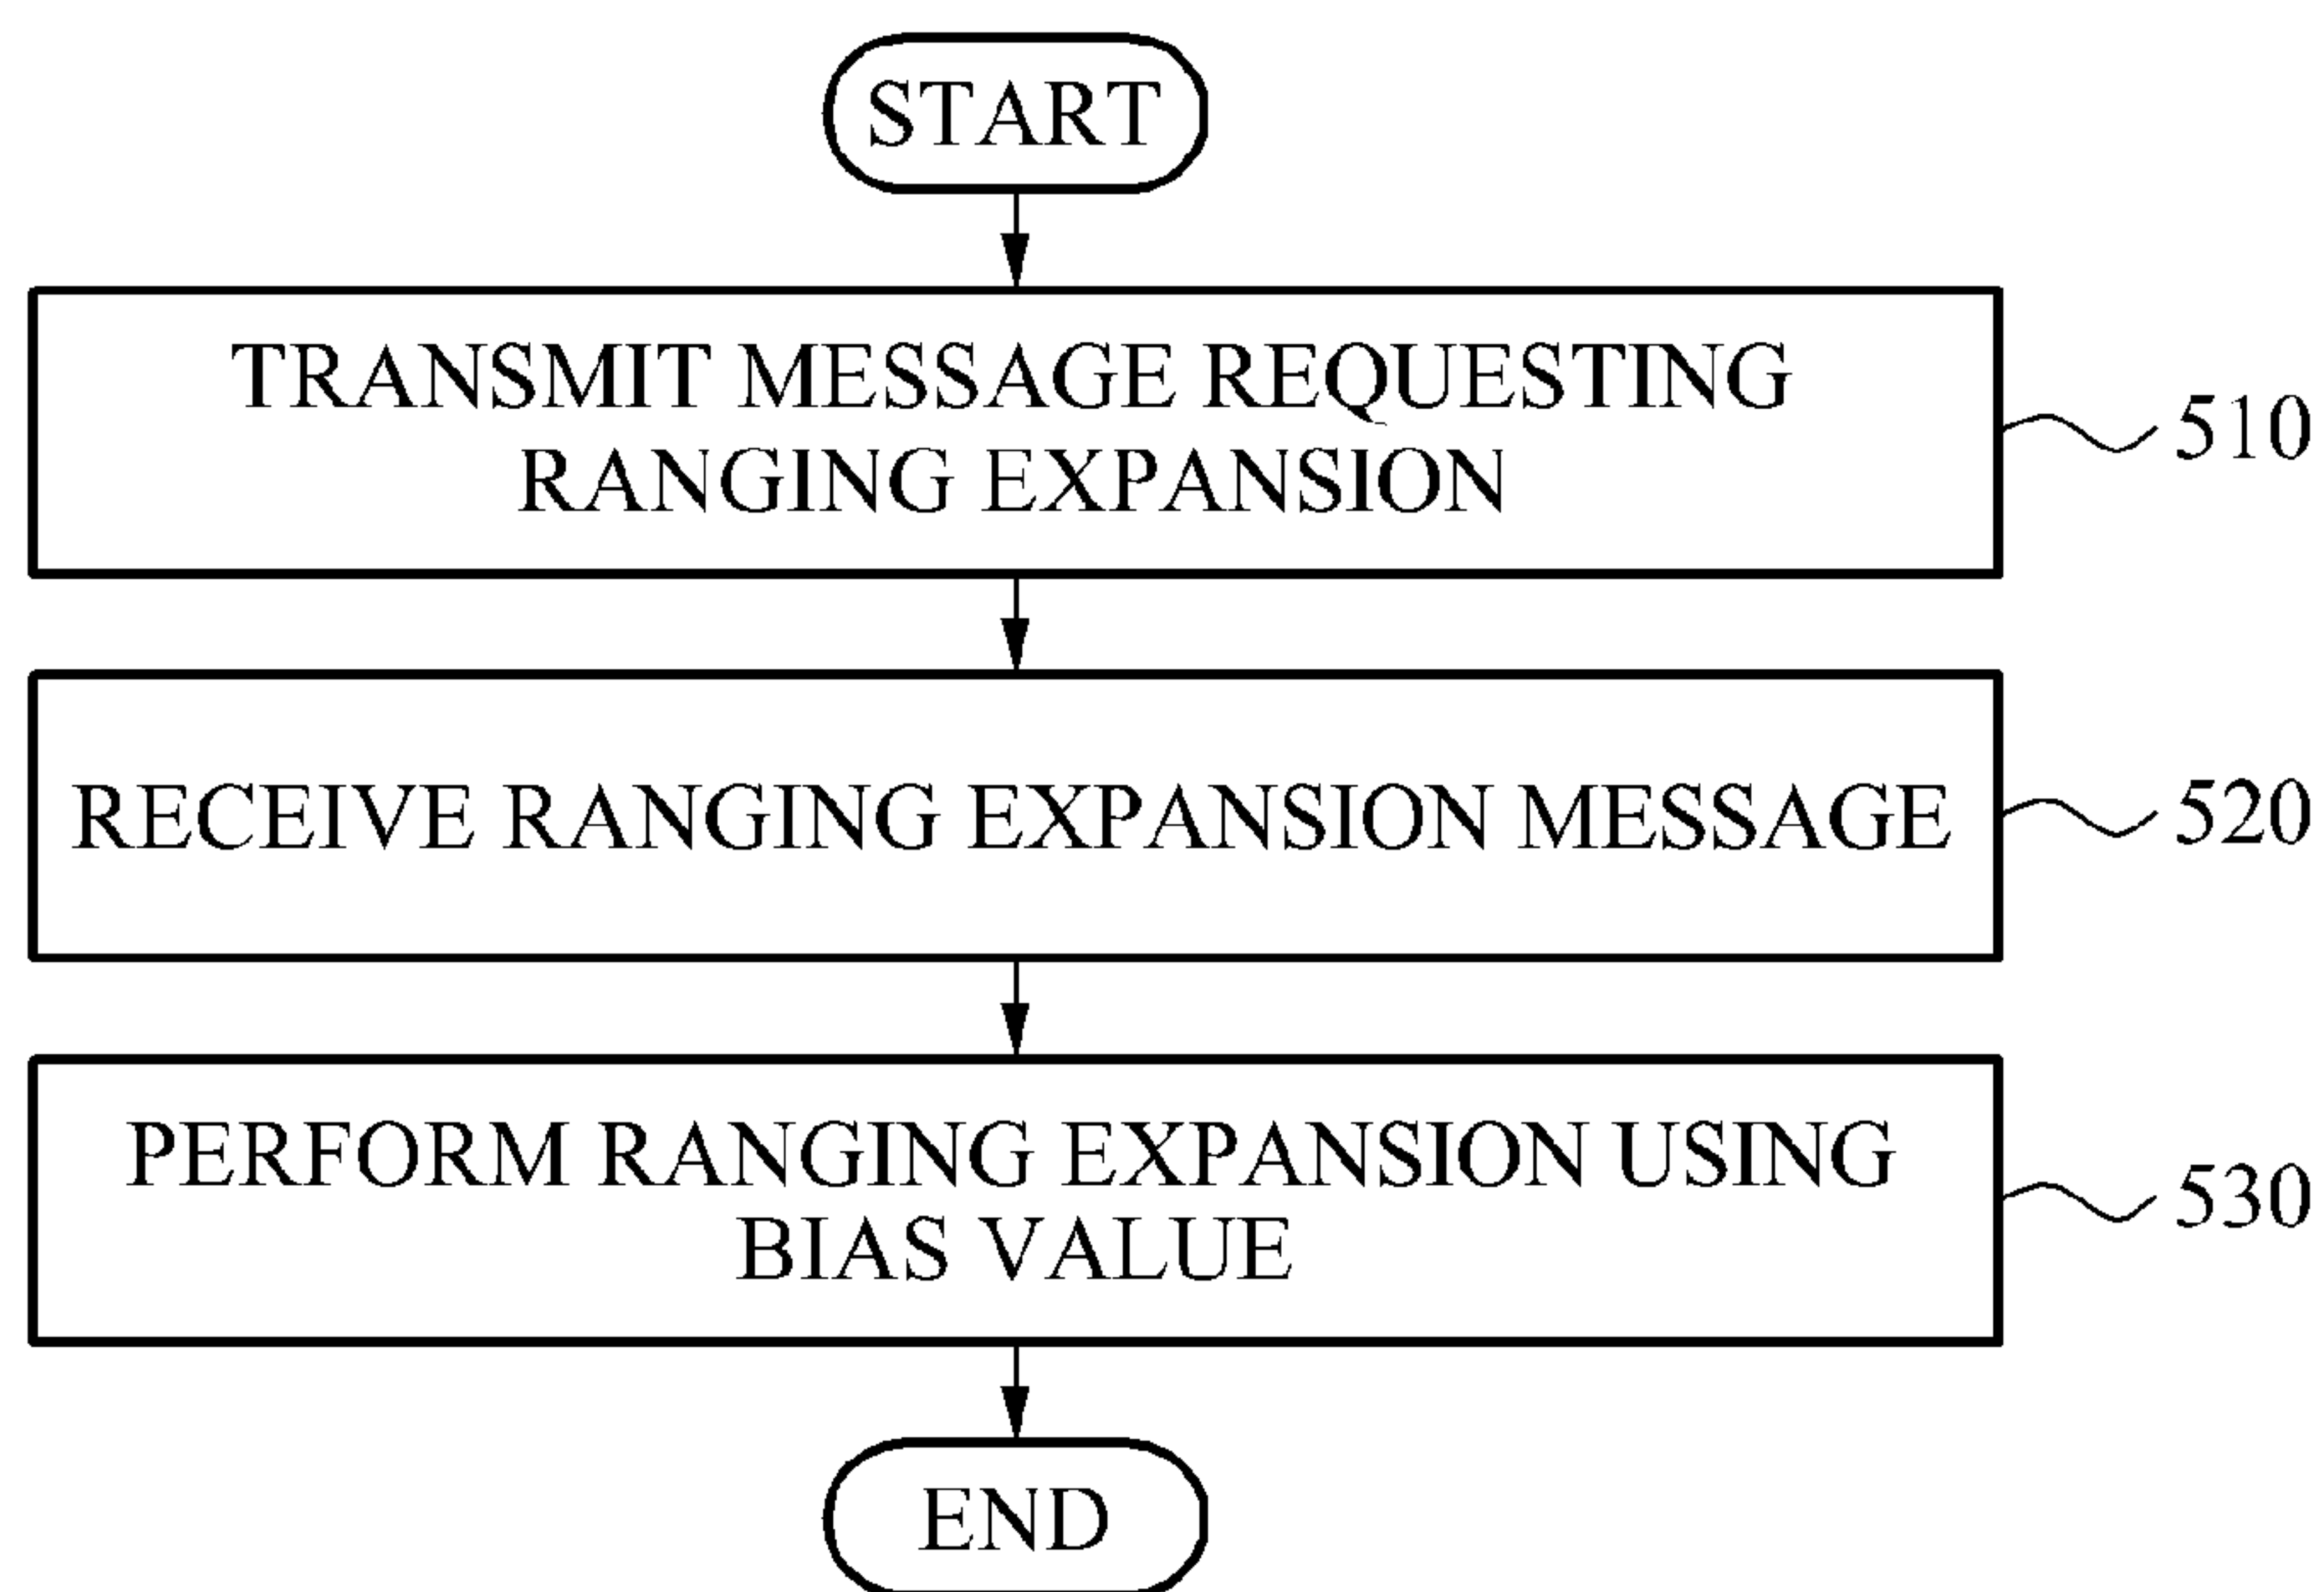 START
TRANSMIT MESSAGE REQUESTING
RANGING EXPANSION
510
RECEIVE RANGING EXPANSION MESSAGE
520
PERFORM RANGING EXPANSION USING
BIAS VALUE
530
END